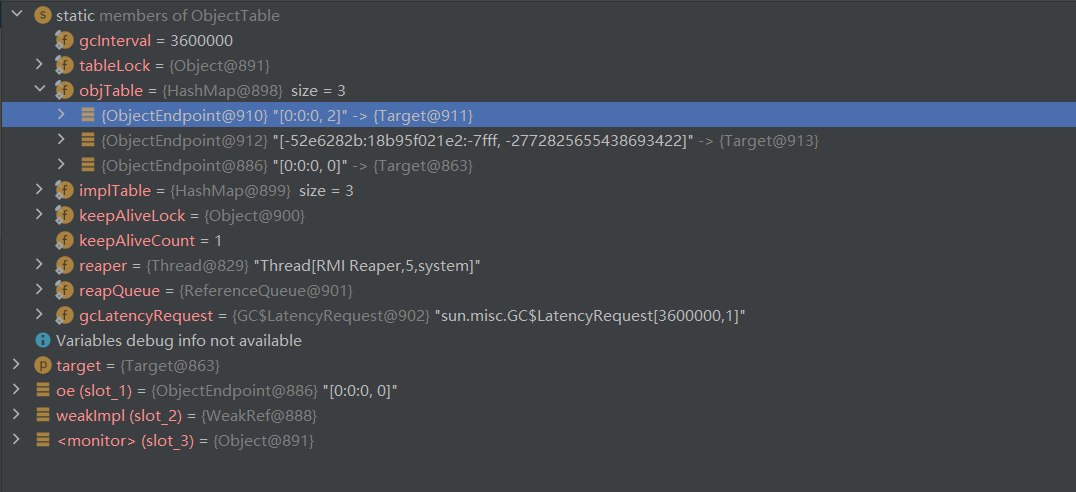 static members of ObjectTable
gcInterval = 3600000
tableLock = {Object@891}
objTable = {HashMap@898} size = 3
{ObjectEndpoint@910} "[0:0:0, 2]" -> {Target@911}
{ObjectEndpoint@912} "[-52e6282b:18b95f021e2:-7fff, -2772825655438693422]" -> {Target@913}
{ObjectEndpoint@886} "[0:0:0, 0]" -> {Target@863}
implTable = {HashMap@899} size = 3
keepAliveLock = {Object@900}
keepAliveCount = 1
reaper = {Thread@829} "Thread[RMI Reaper,5,system]"
reapQueue = {ReferenceQueue@901}
gcLatencyRequest = {GC$LatencyRequest@902} "sun.misc.GC$LatencyRequest[3600000,1]"
Variables debug info not available
target = {Target@863}
oe (slot_1) = {ObjectEndpoint@886} "[0:0:0, 0]"
weakImpl (slot_2) = {WeakRef@888}
<monitor> (slot_3) = {Object@891}